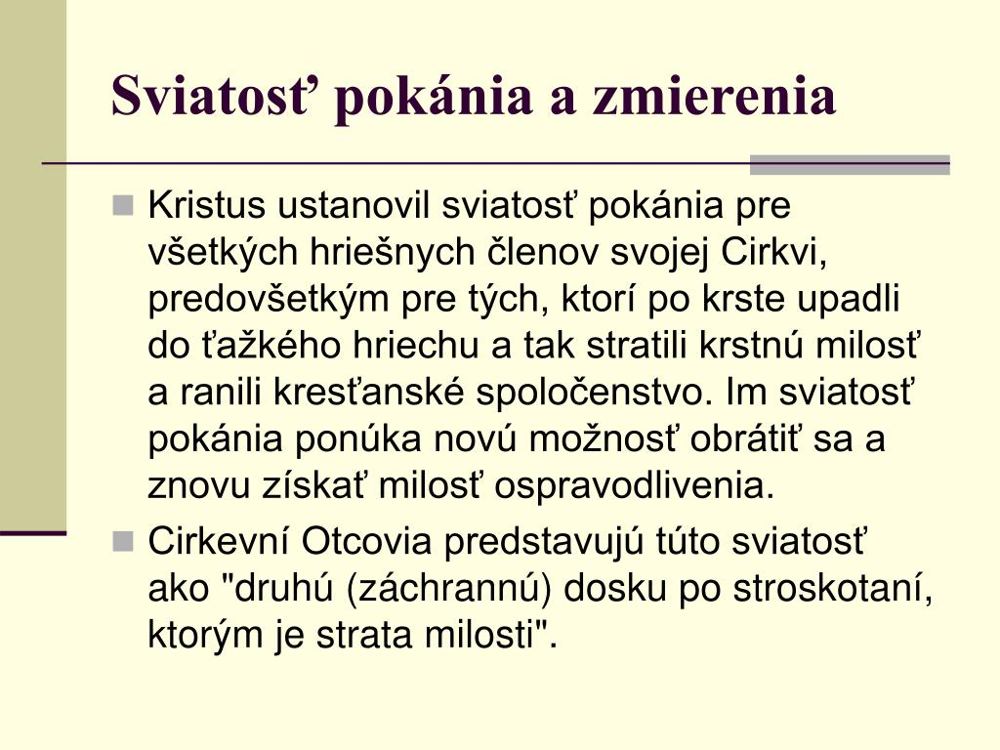 Sviatosť pokánia a zmierenia
Kristus ustanovil sviatosť pokánia pre
všetkých hriešnych členov svojej Cirkvi,
predovšetkým pre tých, ktorí po krste upadli
do ťažkého hriechu a tak stratili krstnú milosť
a ranili kresťanské spoločenstvo. Im sviatosť
pokánia ponúka novú možnosť obrátiť sa a
znovu získať milosť ospravodlivenia.
Cirkevní Otcovia predstavujú túto sviatosť
ako "druhú (záchrannú) dosku po stroskotaní,
ktorým je strata milosti".